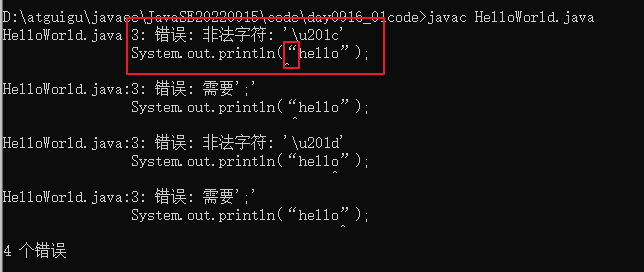 D:\atguigu\javaee\JavaSE20220915\code\day0916_01code>javac HelloWorld.java
HelloWorld.java:3: 错误: 非法字符: '\u201c'
System.out.println(“hello”);
^
HelloWorld.java:3: 错误: 需要';'
System.out.println(“hello”);
^
HelloWorld.java:3: 错误: 非法字符: '\u201d'
System.out.println(“hello”);
^
HelloWorld.java:3: 错误: 需要';'
System.out.println(“hello”);
^
4 个错误